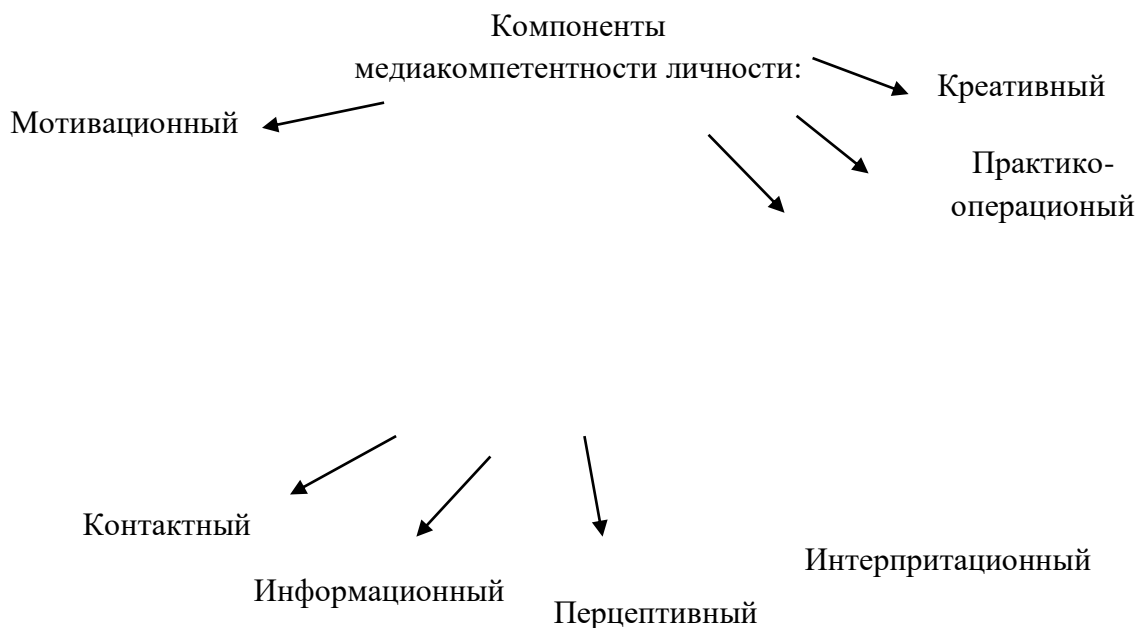 Компоненты
медиакомпетентности личности:
Креативный
Мотивационный
Практико-
операционый
Контактный
Интерпритационный
Информационный
Перцептивный